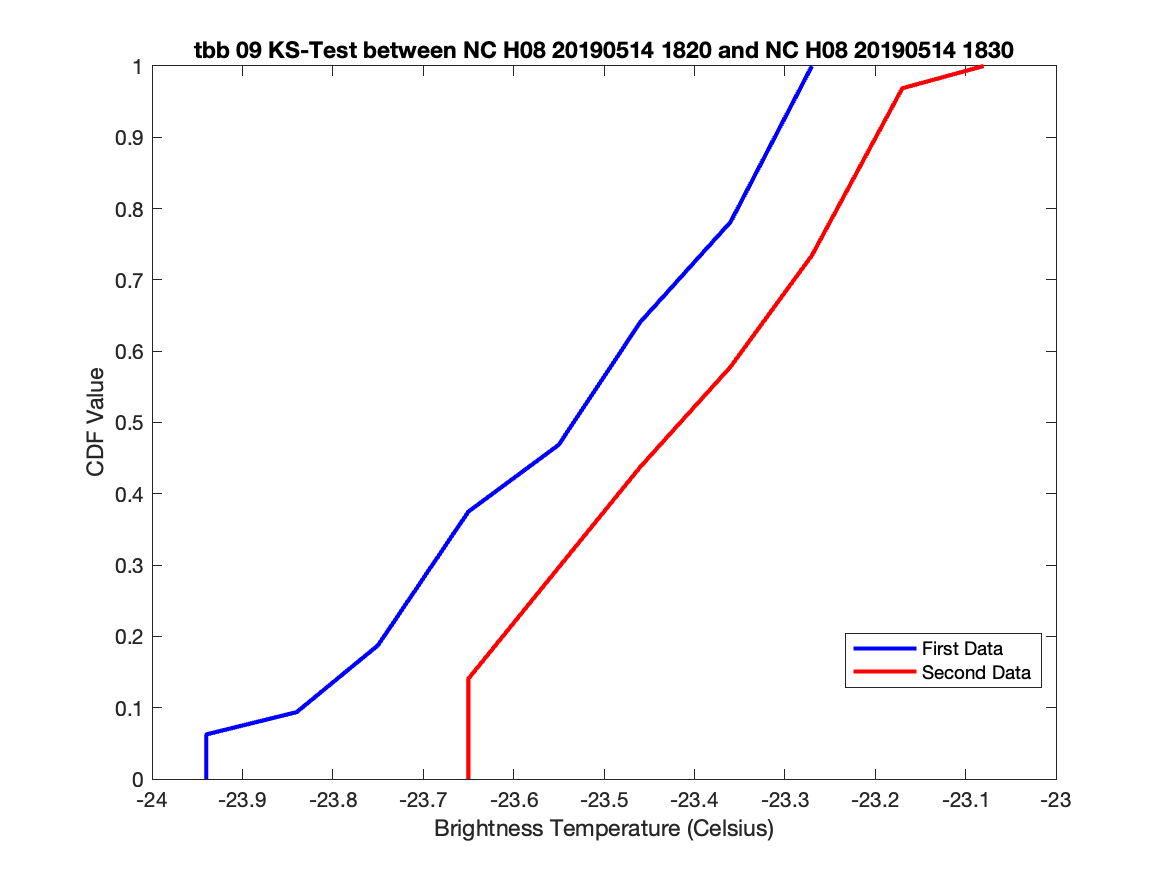 tbb 09 KS-Test between NC H08 20190514 1820 and NC H08 20190514 1830
1
0.9
0.8
0.7
0.6
0.5
0.4
0.3
0.2
0.1
0
CDF Value
First Data
Second Data
-24 -23.9 -23.8 -23.7 -23.6 -23.5 -23.4 -23.3 -23.2 -23.1 -23
Brightness Temperature (Celsius)